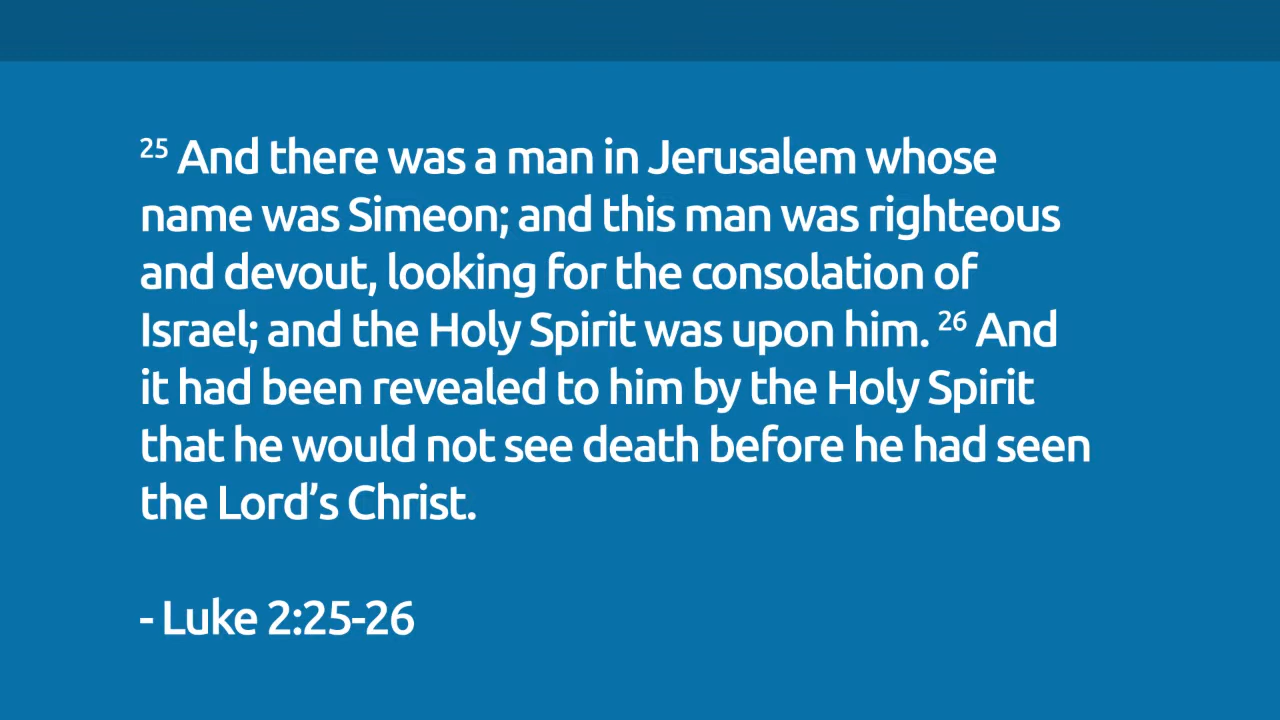 25 And there was a man in Jerusalem whose
name was Simeon; and this man was righteous
and devout, looking for the consolation of
Israel; and the Holy Spirit was upon him. 26 And
it had been revealed to him by the Holy Spirit
that he would not see death before he had seen
the Lord’s Christ.
- Luke 2:25-26